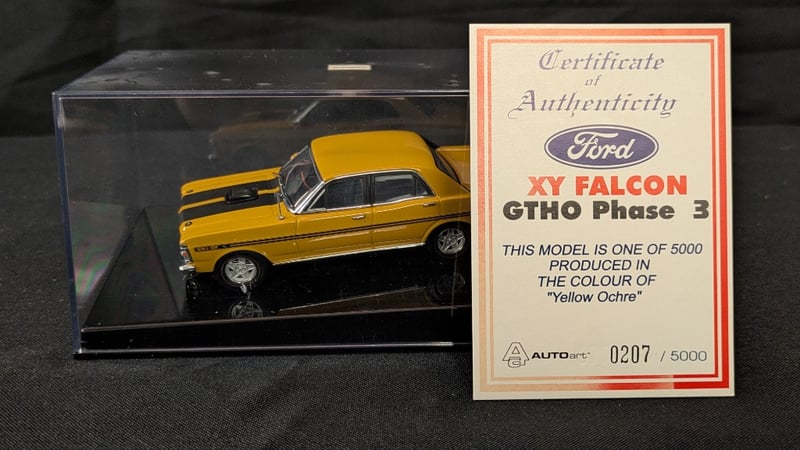 Certificate
of
Authenticity
Ford
XY FALCON
GTHO Phase 3
THIS MODEL IS ONE OF 5000
PRODUCED IN
THE COLOUR OF
"Yellow Ochre"
AUTOart
0207 / 5000